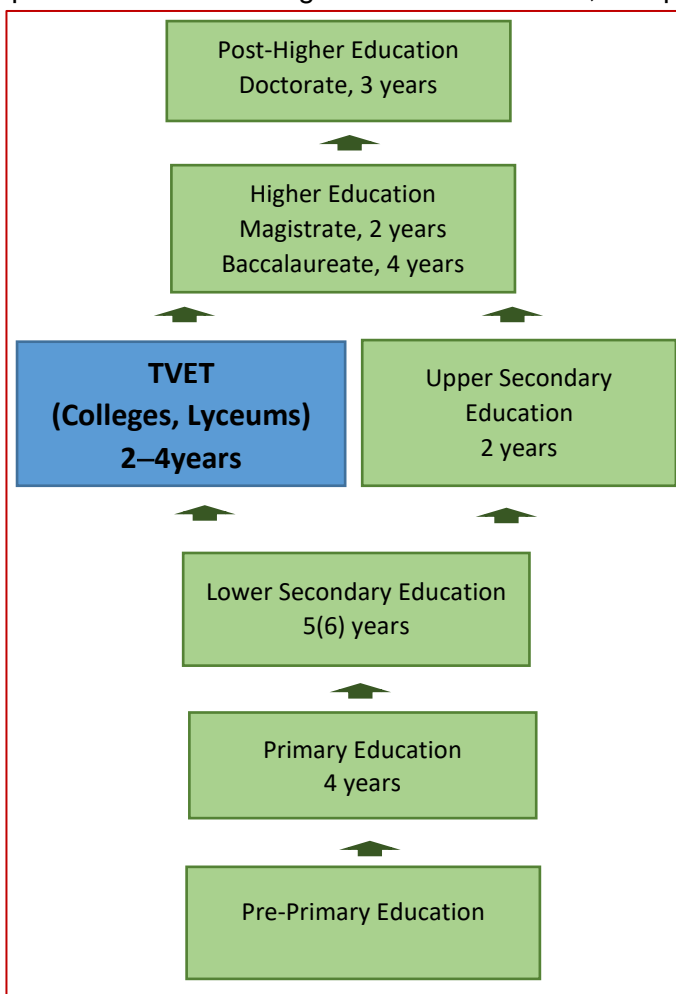 Post-Higher Education
Doctorate, 3 years
Higher Education
Magistrate, 2 years
Baccalaureate, 4 years
TVET
(Colleges, Lyceums)
2–4years
Upper Secondary
Education
2 years
Lower Secondary Education
5(6) years
Primary Education
4 years
Pre-Primary Education